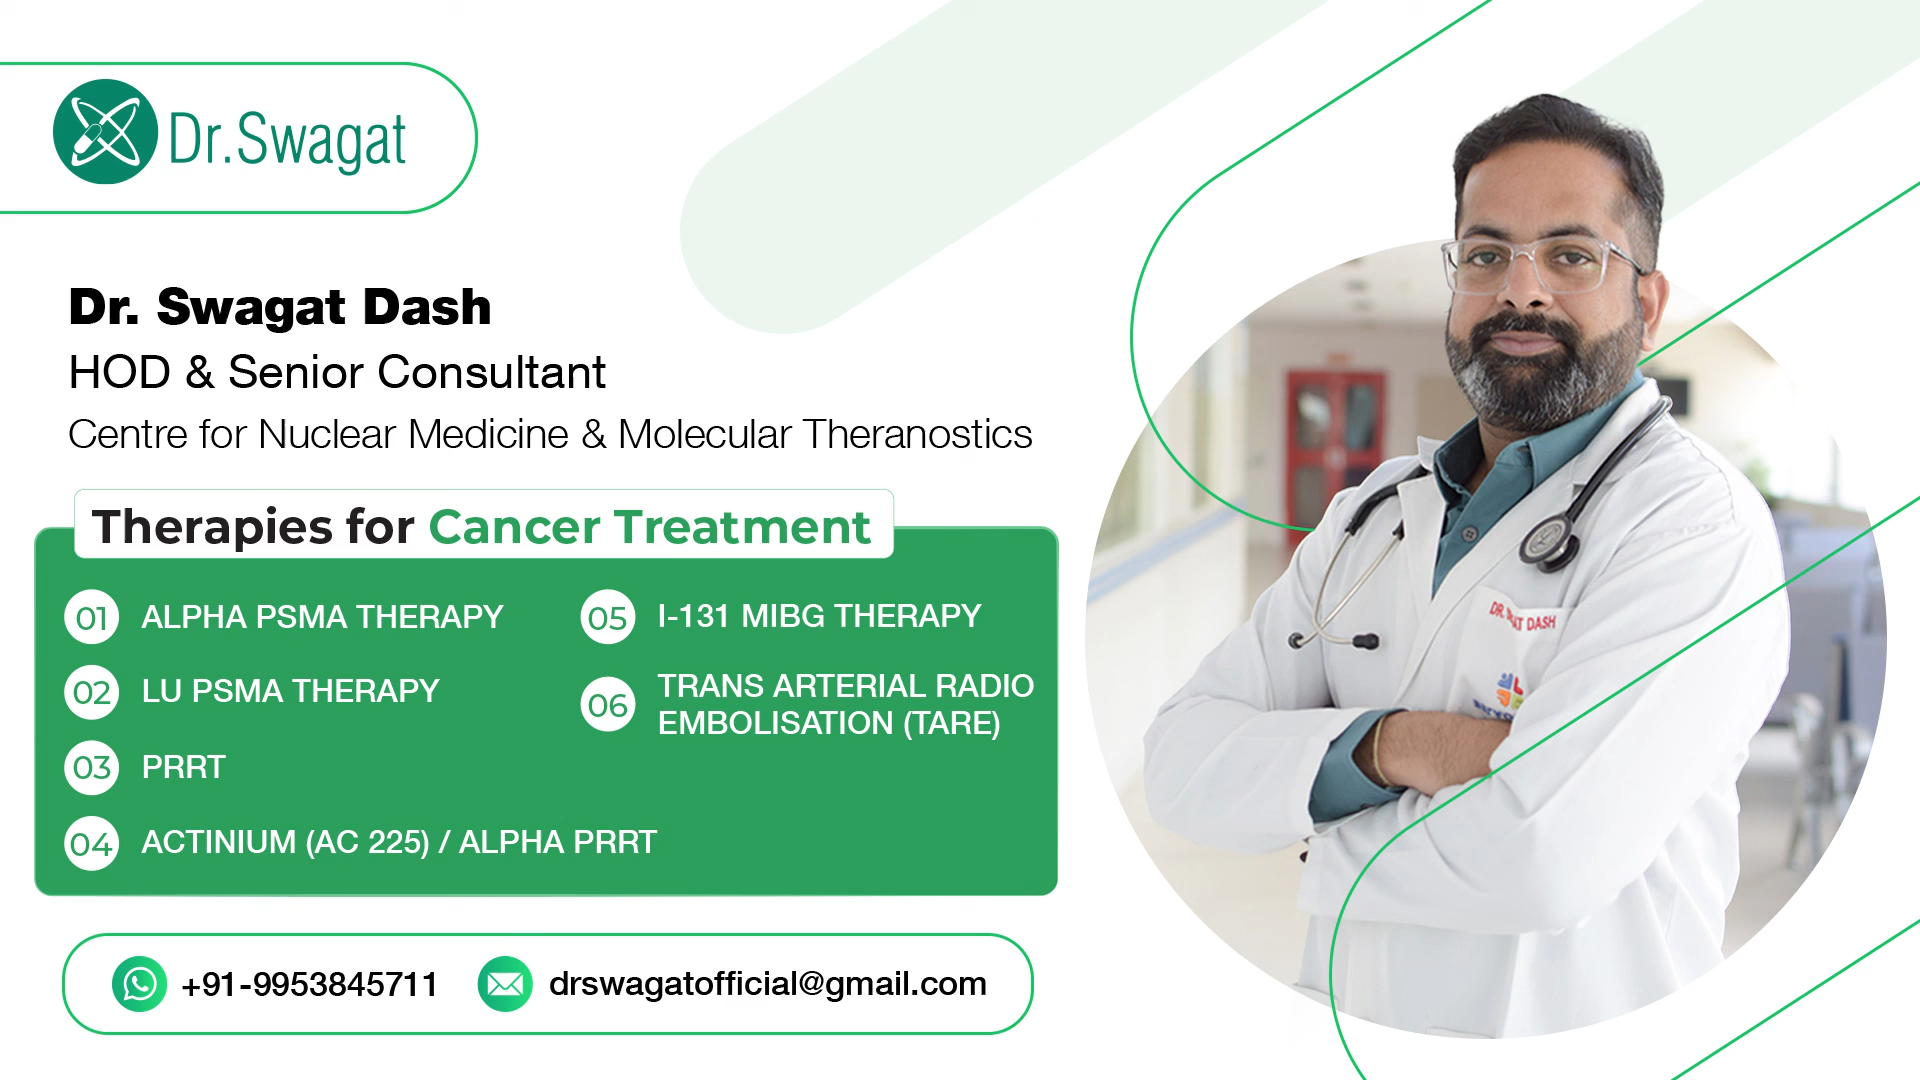 Dr.Swagat
Dr. Swagat Dash
HOD & Senior Consultant
Centre for Nuclear Medicine & Molecular Theranostics
Therapies for Cancer Treatment
01 ALPHA PSMA THERAPY
02 LU PSMA THERAPY
03 PRRT
04 ACTINIUM (AC 225) / ALPHA PRRT
05 I-131 MIBG THERAPY
06 TRANS ARTERIAL RADIO
EMBOLISATION (TARE)
+91-9953845711
drswagatofficial@gmail.com
DR. DASH